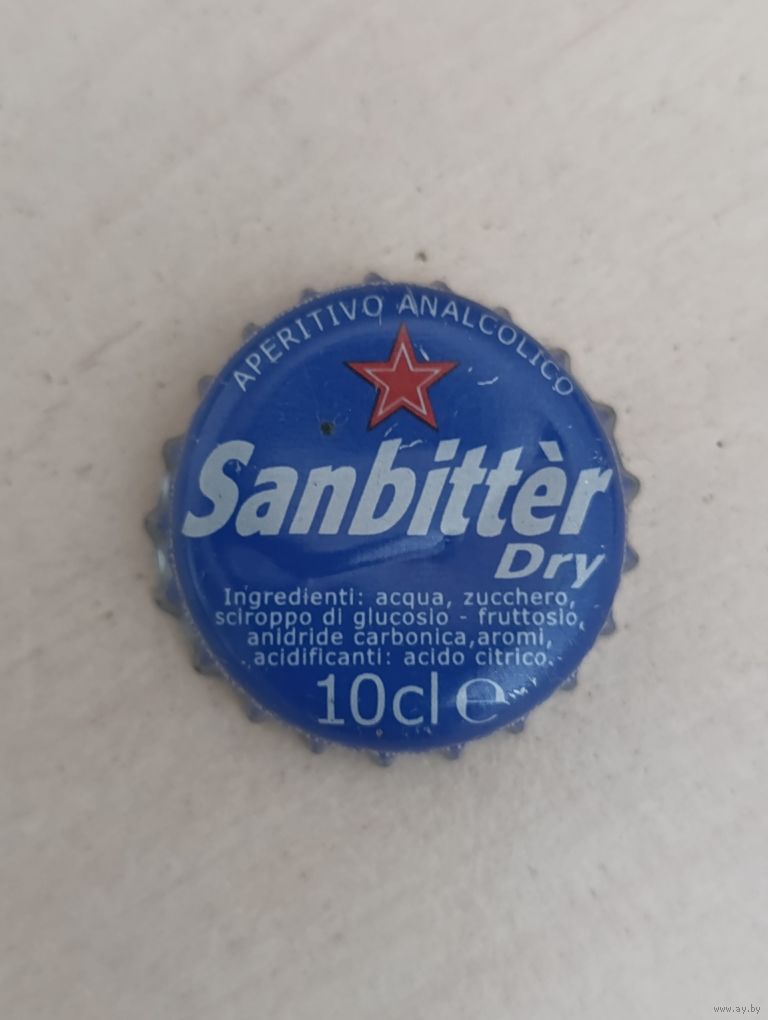 APERITIVO ANALCOLICO
Sanbittèr
Dry
Ingredienti: acqua, zucchero,
sciroppo di glucosio - fruttosio,
anidride carbonica, aromi,
acidificanti: acido citrico.
10cl ℮
www.ay.by